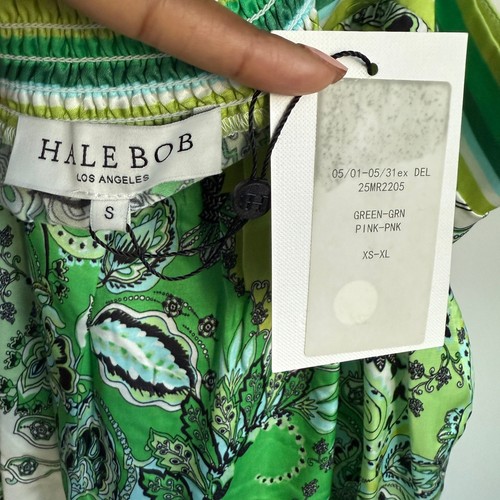 HALE BOB
LOS ANGELES
S
05/01-05/31ex DEL
25MR2205
GREEN-GRN
PINK-PNK
XS-XL